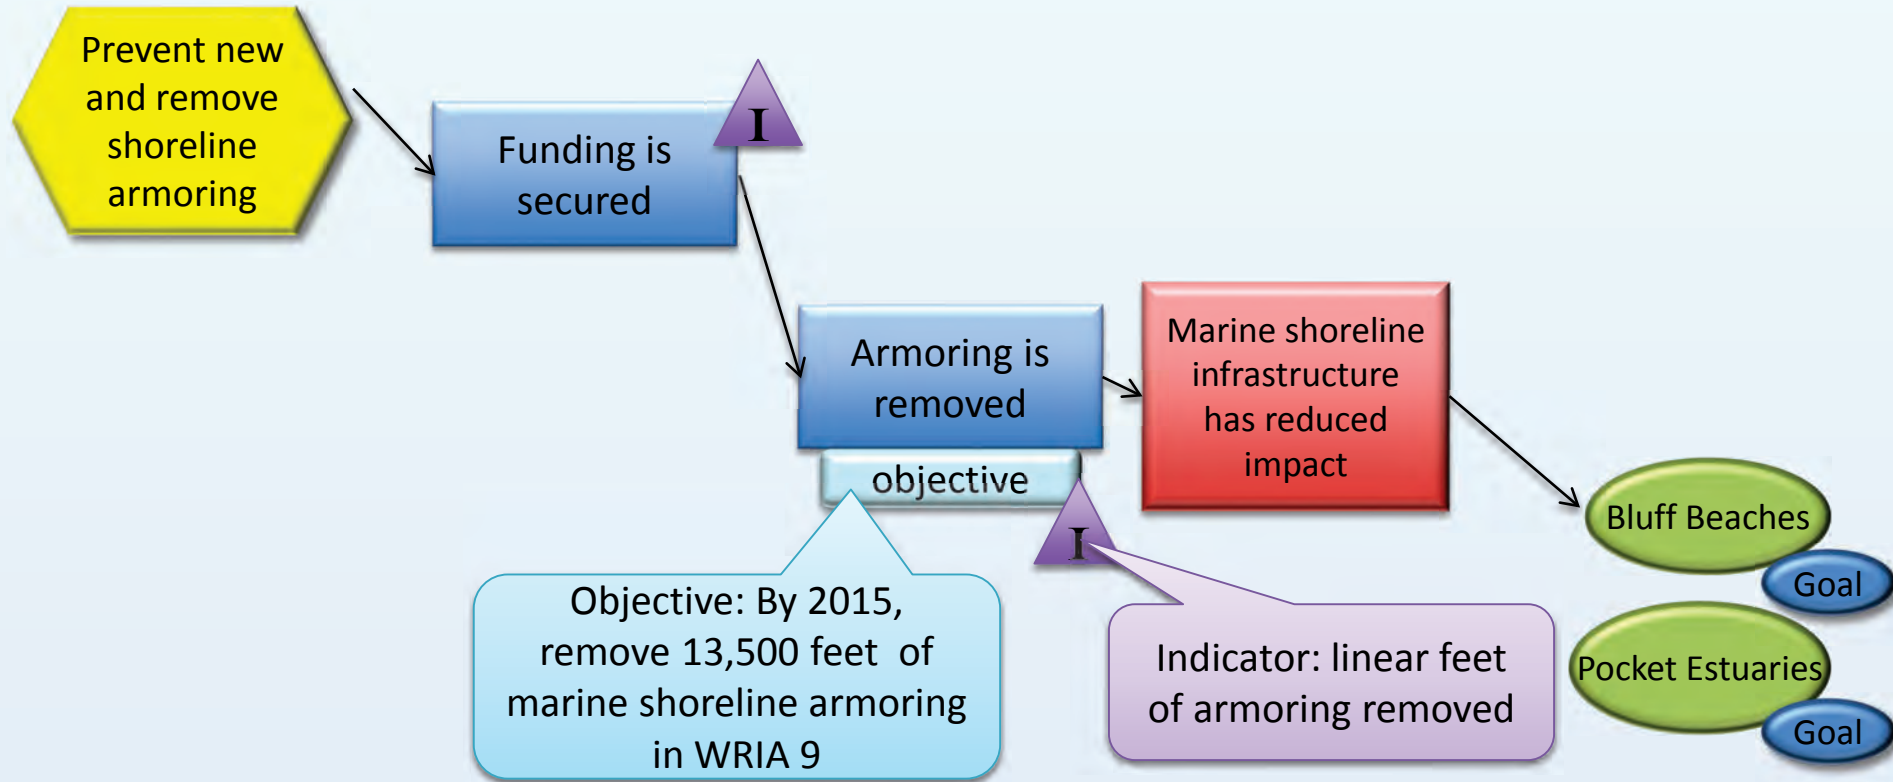 Prevent new
and remove
shoreline
armoring
Funding is
secured
I
Armoring is
removed
objective
I
Marine shoreline
infrastructure
has reduced
impact
Bluff Beaches
Goal
Pocket Estuaries
Goal
Objective: By 2015,
remove 13,500 feet of
marine shoreline armoring
in WRIA 9
Indicator: linear feet
of armoring removed